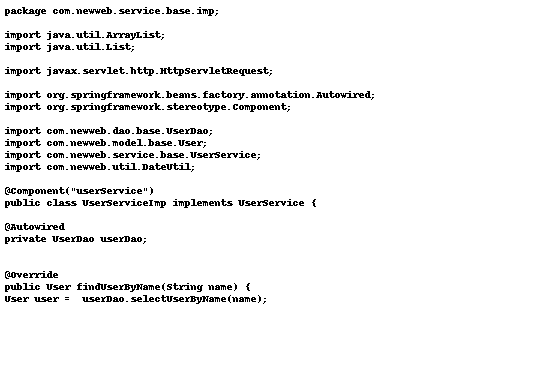 package com.newweb.service.base.imp;
import java.util.ArrayList;
import java.util.List;
import javax.servlet.http.HttpServletRequest;
import org.springframework.beans.factory.annotation.Autowired;
import org.springframework.stereotype.Component;
import com.newweb.dao.base.UserDao;
import com.newweb.model.base.User;
import com.newweb.service.base.UserService;
import com.newweb.util.DateUtil;
@Component("userService")
public class UserServiceImp implements UserService {
@Autowired
private UserDao userDao;
@Override
public User findUserByName(String name) {
User user =  userDao.selectUserByName(name);